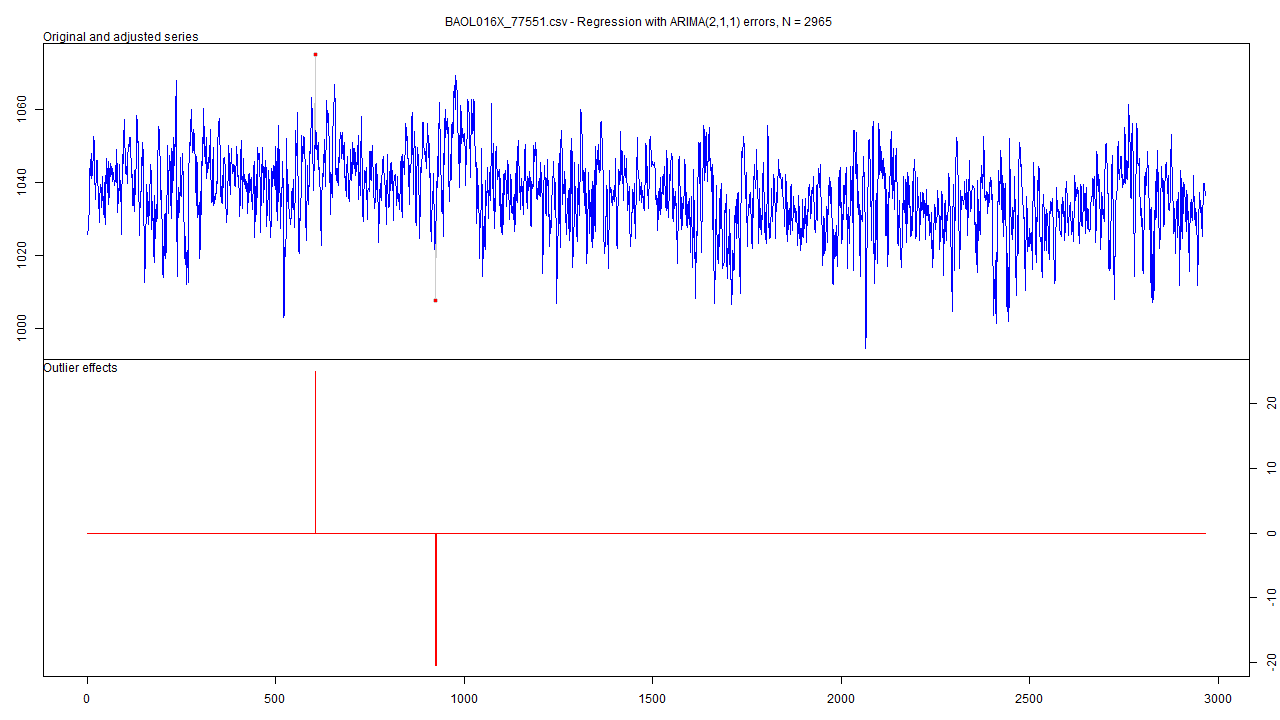 BAOL016X_77551.csv - Regression with ARIMA(2,1,1) errors, N = 2965
Original and adjusted series
1060
1040
1020
1000
Outlier effects
20
10
0
-10
-20
0 500 1000 1500 2000 2500 3000